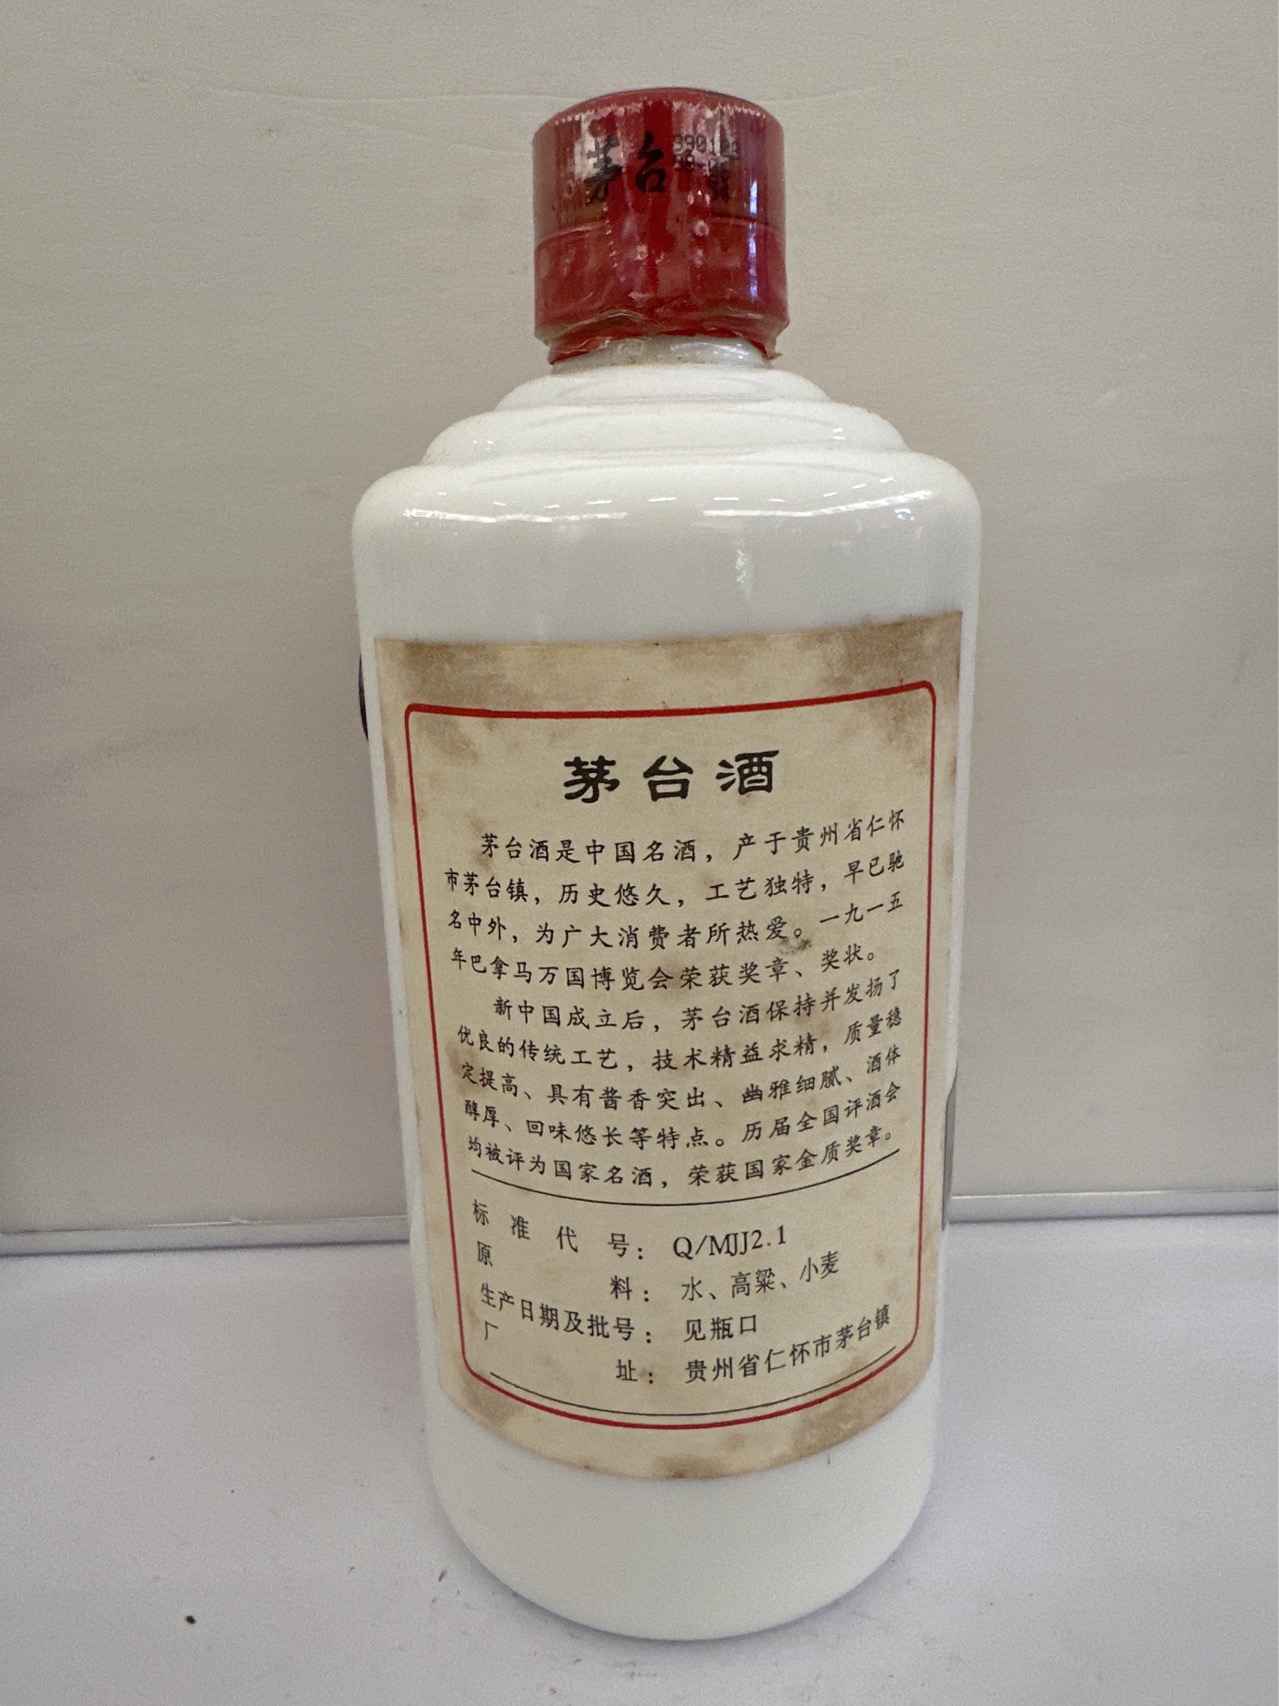 茅台
茅台酒
茅台酒是中国名酒，产于贵州省仁怀
市茅台镇，历史悠久，工艺独特，早已驰
名中外，为广大消费者所热爱。一九一五
年巴拿马万国博览会荣获奖章、奖状。
新中国成立后，茅台酒保持并发扬了
优良的传统工艺，技术精益求精，质量稳
定提高、具有酱香突出、幽雅细腻、酒体
醇厚、回味悠长等特点。历届全国评酒会
均被评为国家名酒，荣获国家金质奖章。
标准代号：Q/MJJ2.1
原料：水、高粱、小麦
生产日期及批号：见瓶口
厂址：贵州省仁怀市茅台镇